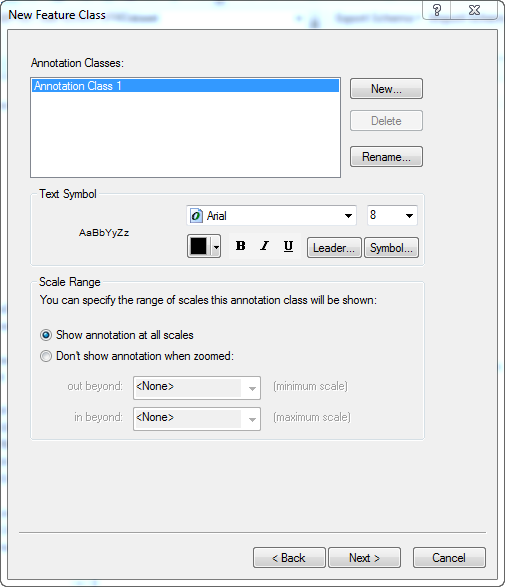 New Feature Class
?
Annotation Classes:
Annotation Class 1
New...
Delete
Rename...
Text Symbol
AaBbYyZz
Arial
8
B I U
Leader...
Symbol...
Scale Range
You can specify the range of scales this annotation class will be shown:
Show annotation at all scales
Don't show annotation when zoomed:
out beyond: <None> (minimum scale)
in beyond: <None> (maximum scale)
< Back
Next >
Cancel